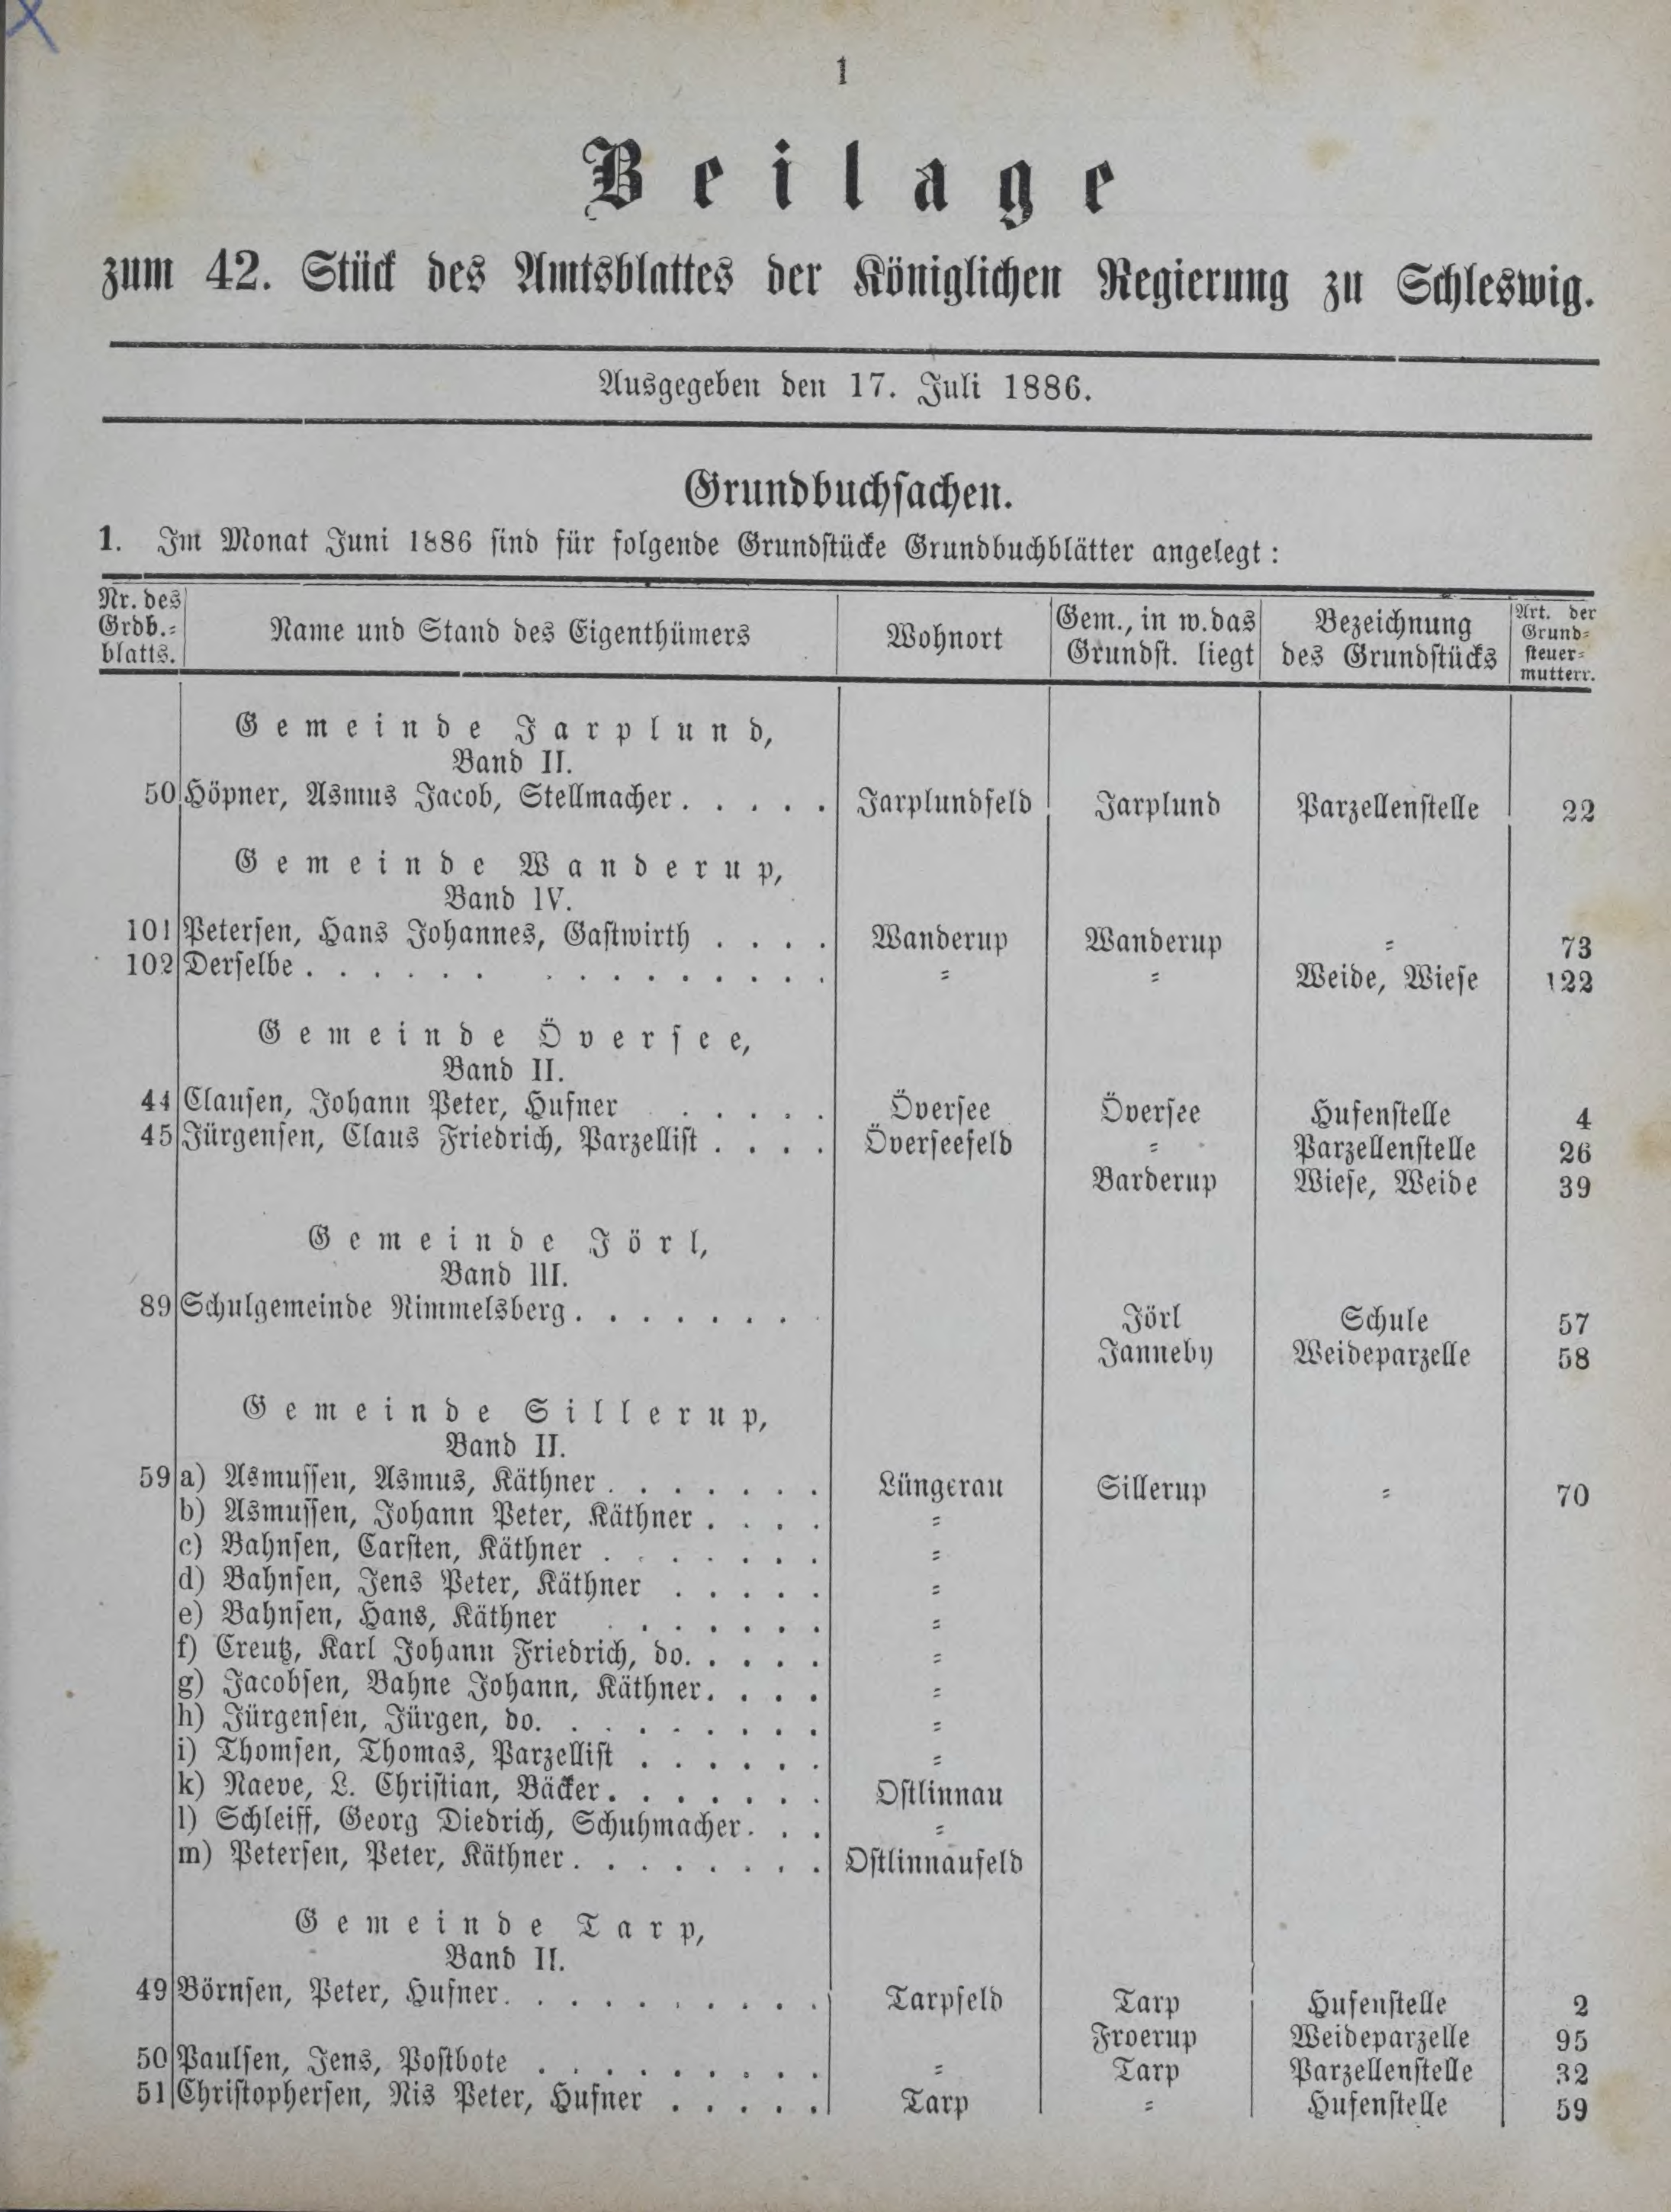 1
Beilage
zum 42. Stück des Amtsblattes der Königlichen Regierung zu Schleswig.
Ausgegeben den 17. Juli 1886.
Grundbuchsachen.
1. Im Monat Juni 1886 sind für folgende Grundstücke Grundbuchblätter angelegt:
Nr. des Grdb.-blatts. Name und Stand des Eigenthümers Wohnort Gem., in w. das Grundst. liegt Bezeichnung des Grundstücks Art. der Grund-steuer-mutterr.
Gemeinde Jarplund,
Band II.
50 Höpner, Asmus Jacob, Stellmacher . . . . . Jarplundfeld Jarplund Parzellenstelle 22
Gemeinde Wanderup,
Band IV.
101 Petersen, Hans Johannes, Gastwirth . . . . Wanderup Wanderup = 73
102 Derselbe . . . . . . . . . . . . . . = = Weide, Wiese 122
Gemeinde Översee,
Band II.
44 Clausen, Johann Peter, Hufner . . . . . Översee Översee Hufenstelle 4
45 Jürgensen, Claus Friedrich, Parzellist . . . . Överseefeld = Parzellenstelle 26
Barderup Wiese, Weide 39
Gemeinde Jörl,
Band III.
89 Schulgemeinde Rimmelsberg . . . . . . . . Jörl Schule 57
Janneby Weideparzelle 58
Gemeinde Sillerup,
Band II.
59 a) Asmussen, Asmus, Käthner . . . . . . . Lüngerau Sillerup = 70
b) Asmussen, Johann Peter, Käthner . . . . =
c) Bahnsen, Carsten, Käthner . . . . . . . =
d) Bahnsen, Jens Peter, Käthner . . . . . =
e) Bahnsen, Hans, Käthner . . . . . . . =
f) Creutz, Karl Johann Friedrich, do. . . . . =
g) Jacobsen, Bahne Johann, Käthner . . . . =
h) Jürgensen, Jürgen, do. . . . . . . . . =
i) Thomsen, Thomas, Parzellist . . . . . . =
k) Naeve, L. Christian, Bäcker . . . . . . . Ostlinnau
l) Schleiff, Georg Diedrich, Schuhmacher . . . =
m) Petersen, Peter, Käthner . . . . . . . . Ostlinnaufeld
Gemeinde Tarp,
Band II.
49 Börnsen, Peter, Hufner . . . . . . . . . . Tarpfeld Tarp Hufenstelle 2
Froerup Weideparzelle 95
50 Paulsen, Jens, Postbote . . . . . . . . . = Tarp Parzellenstelle 32
51 Christophersen, Nis Peter, Hufner . . . . . Tarp = Hufenstelle 59